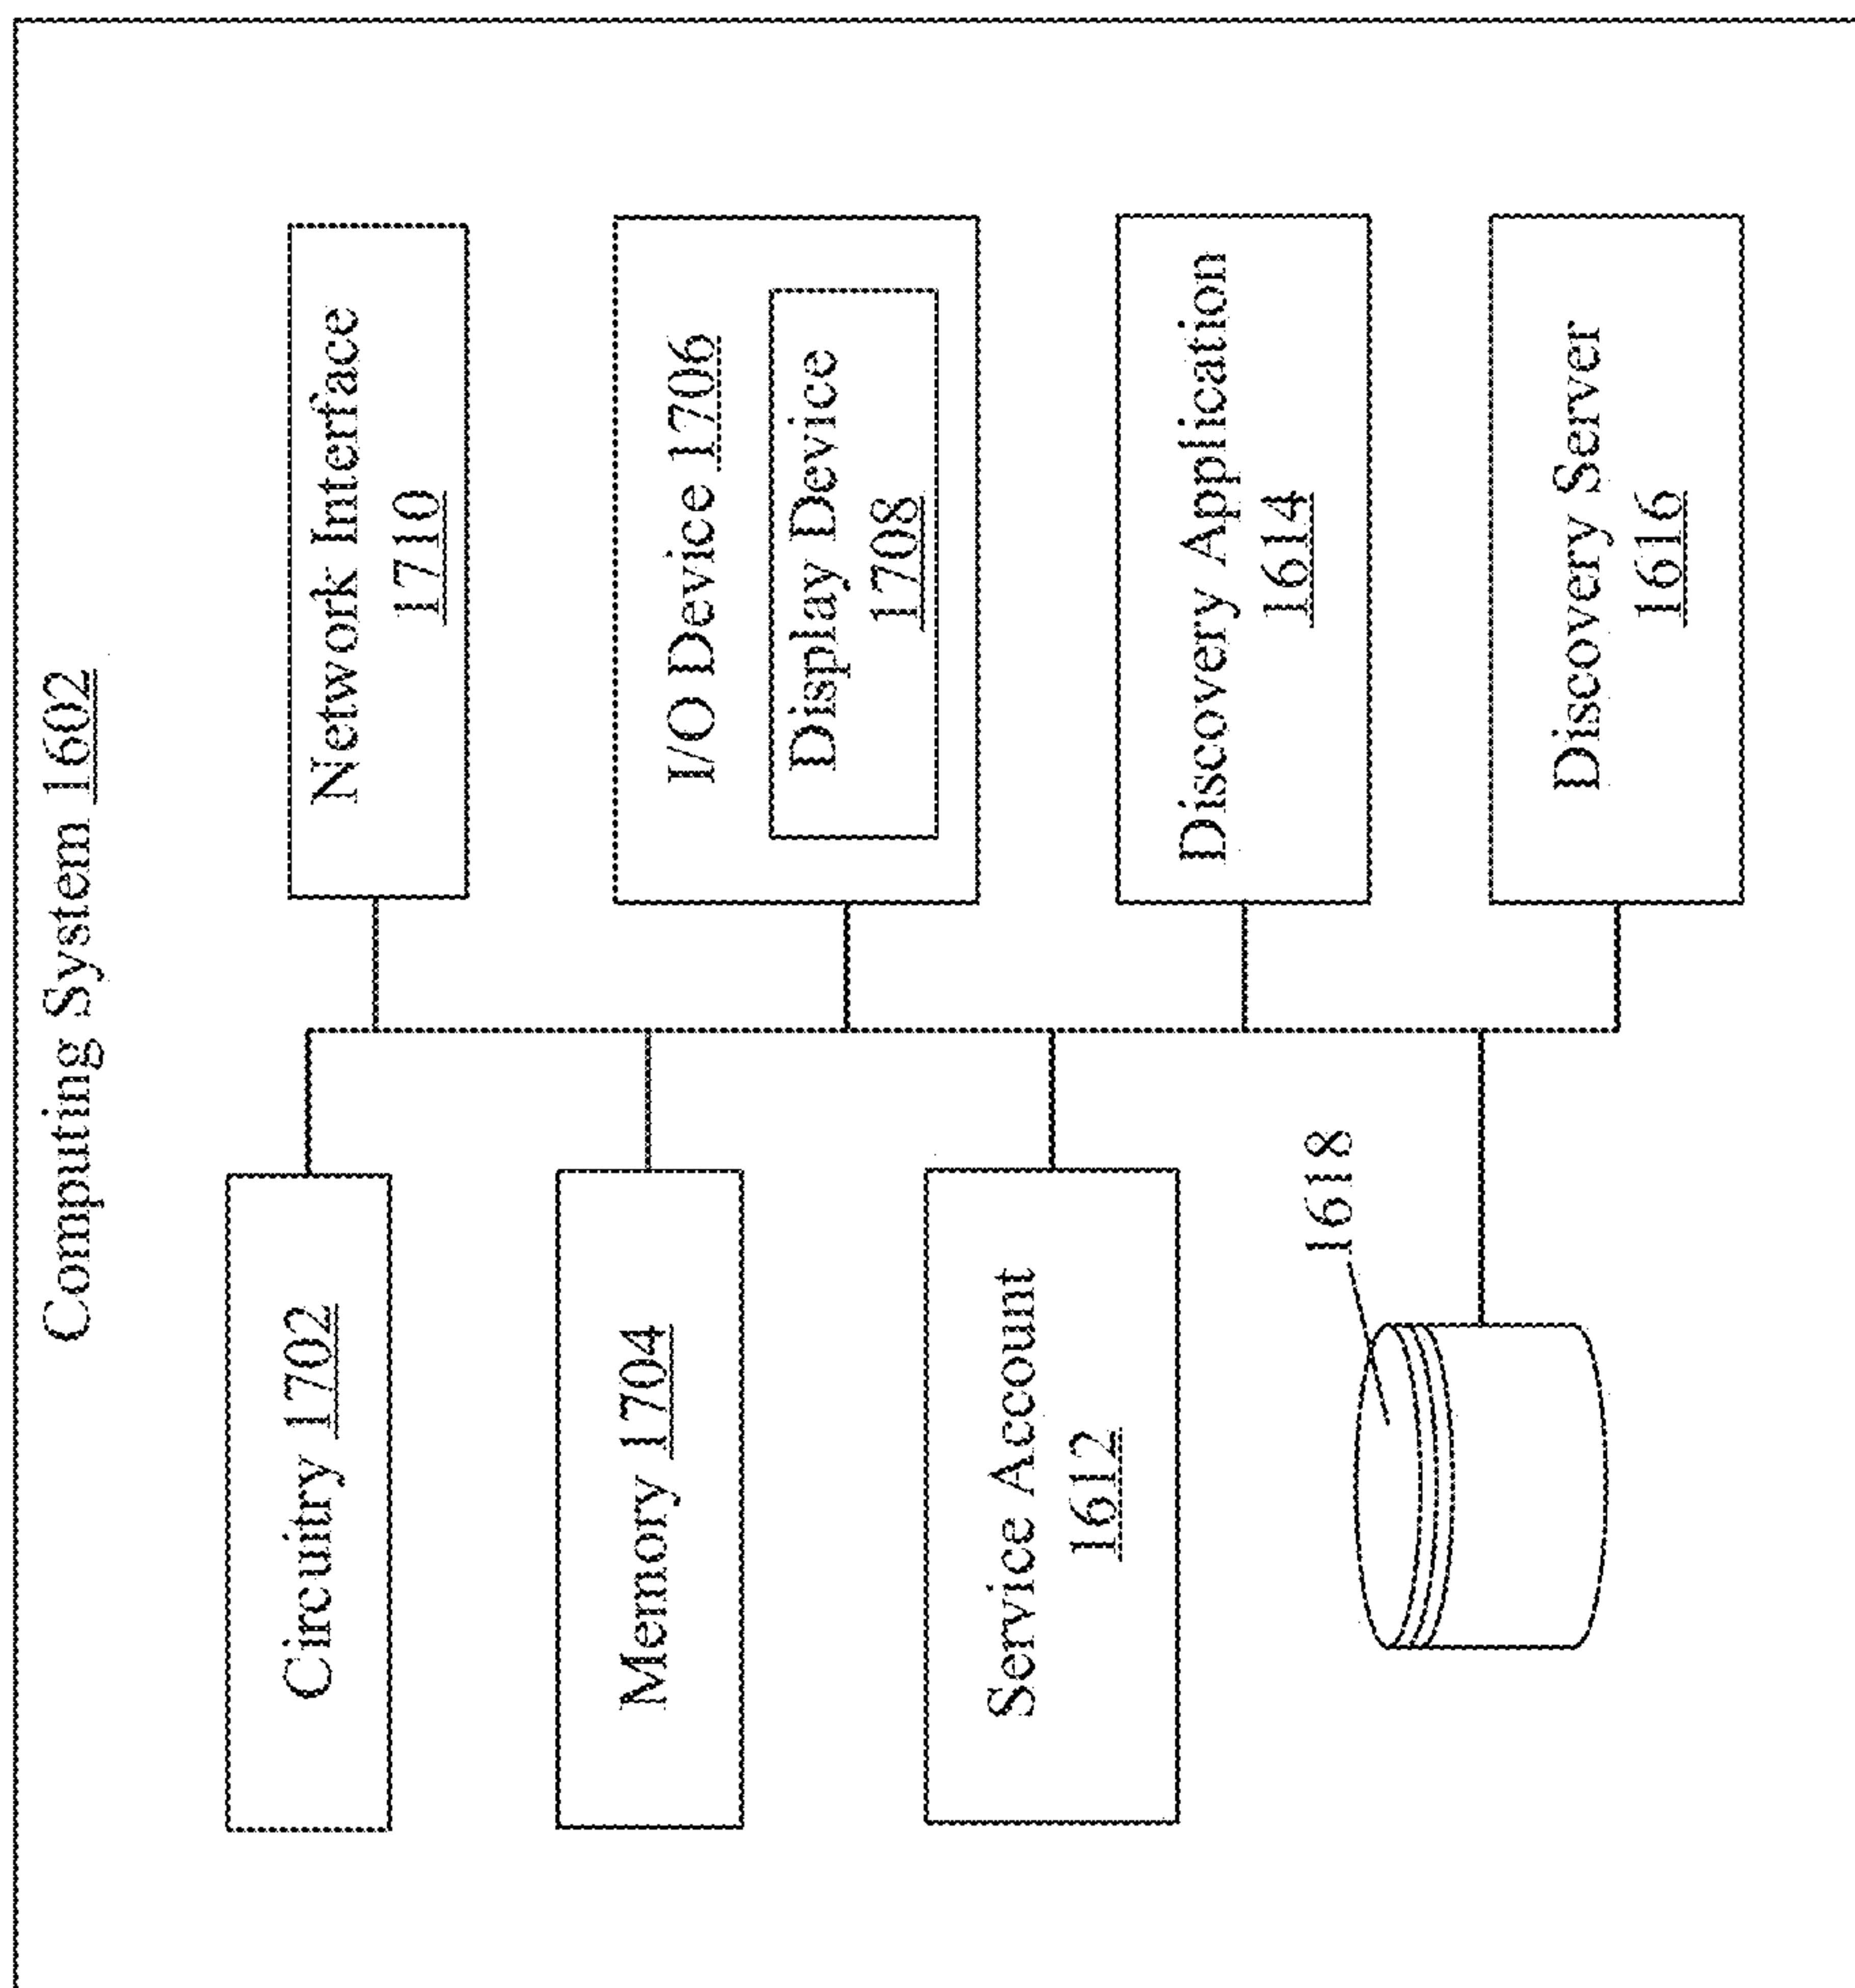 Computing System 1602
Circuitry 1702
Memory 1704
Service Account
1612
1618
Network Interface
1710
I/O Device 1706
Display Device
1708
Discovery Application
1614
Discovery Server
1616